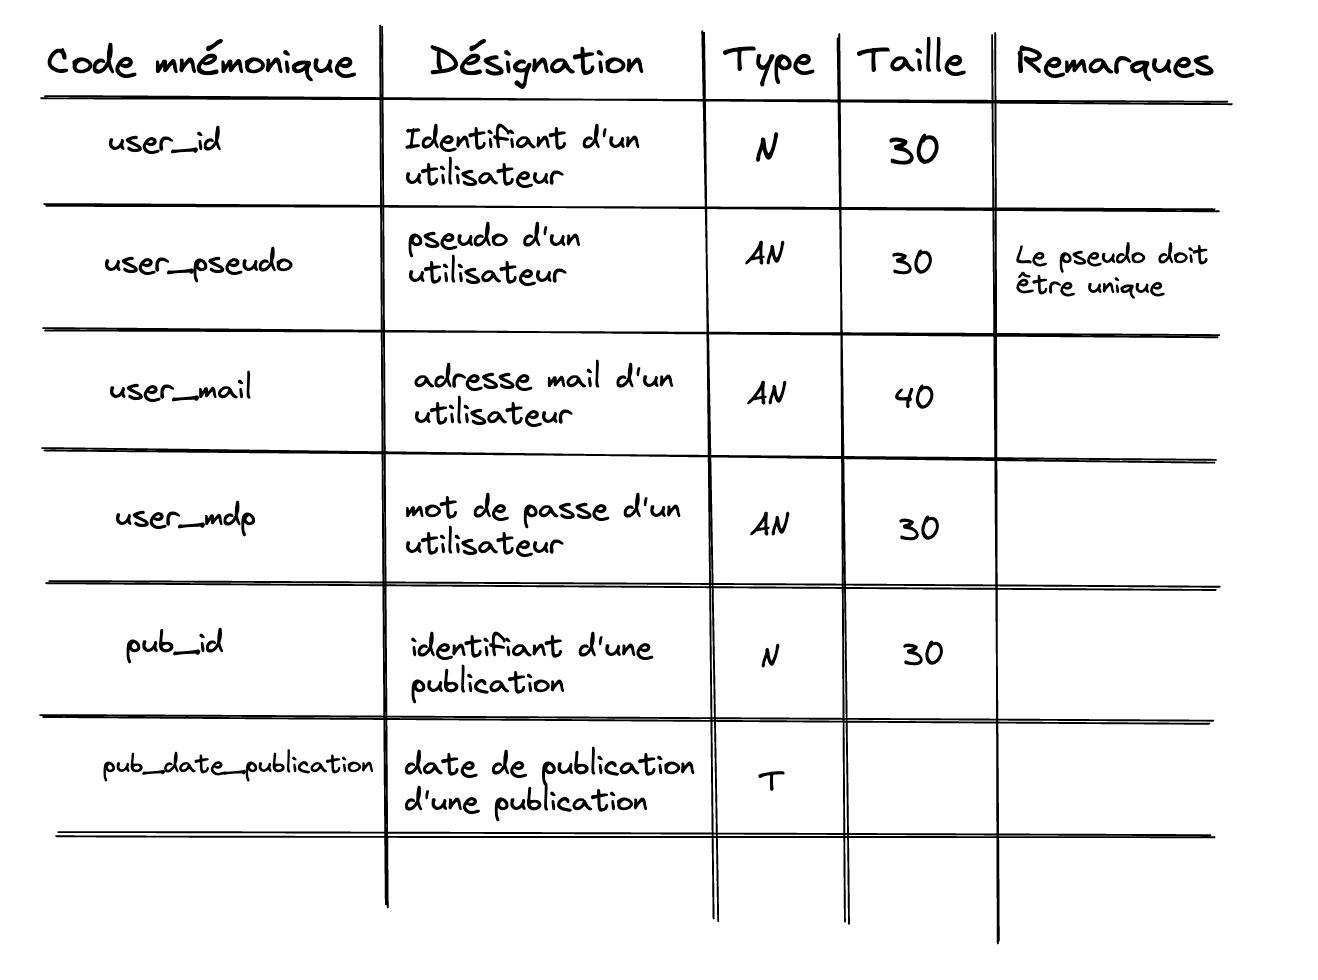 Code mnémonique Désignation Type Taille Remarques
user_id Identifiant d'un N 30
utilisateur
user_pseudo pseudo d'un AN 30 Le pseudo doit
utilisateur être unique
user_mail adresse mail d'un AN 40
utilisateur
user_mdp mot de passe d'un AN 30
utilisateur
pub_id identifiant d'une N 30
publication
pub_date_publication date de publication T
d'une publication